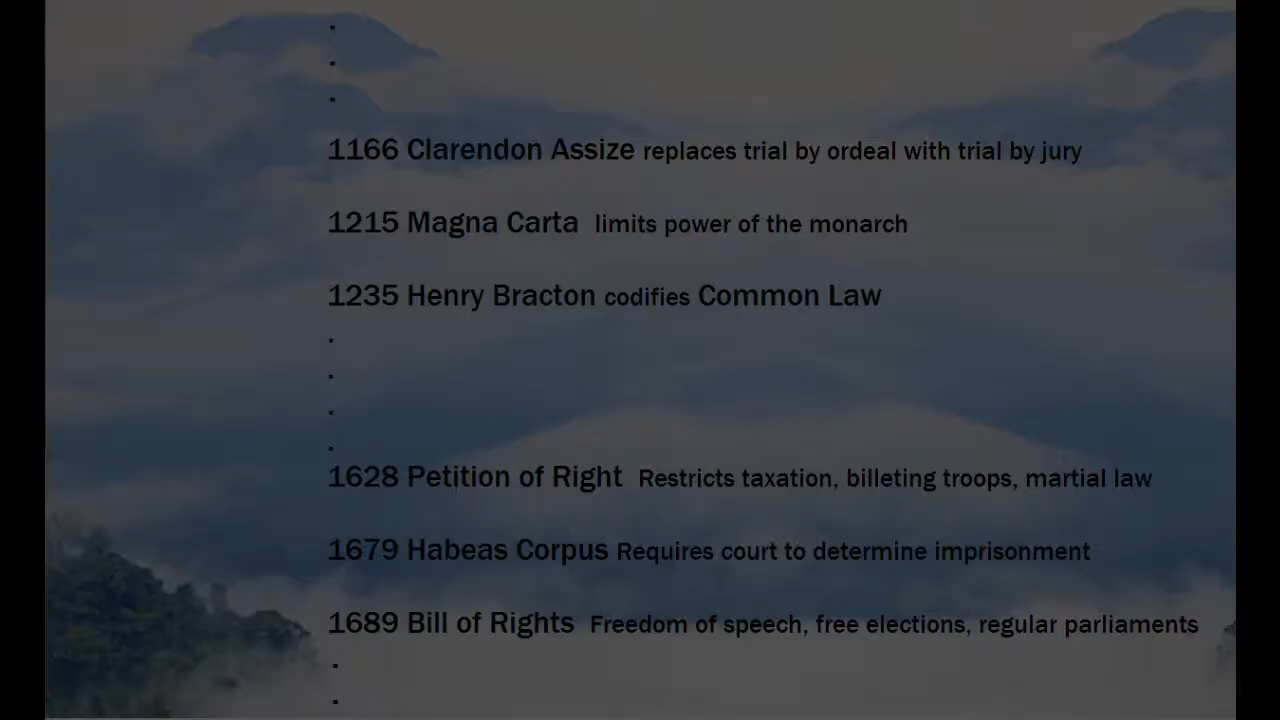 .
.
.
1166 Clarendon Assize replaces trial by ordeal with trial by jury
1215 Magna Carta limits power of the monarch
1235 Henry Bracton codifies Common Law
.
.
.
.
1628 Petition of Right Restricts taxation, billeting troops, martial law
1679 Habeas Corpus Requires court to determine imprisonment
1689 Bill of Rights Freedom of speech, free elections, regular parliaments
.
.